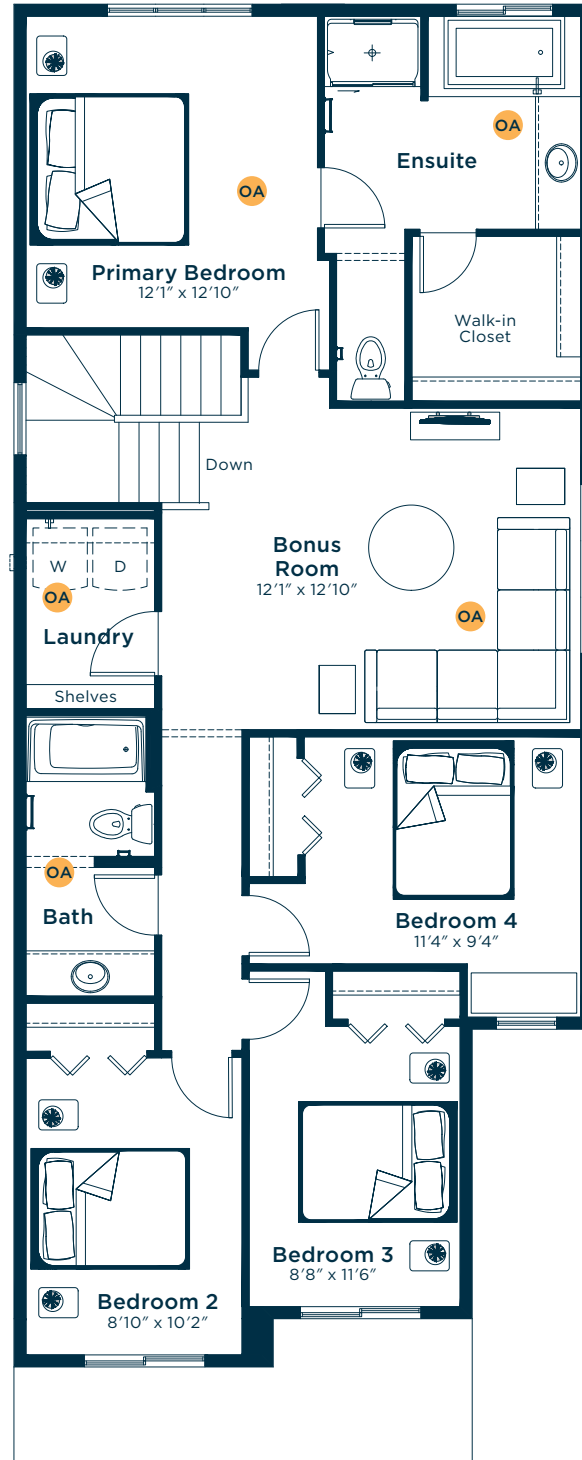 OA
Ensuite
OA
Primary Bedroom
12'1" x 12'10"
Walk-in
Closet
Down
Bonus
Room
12'1" x 12'10"
W
D
OA
OA
Laundry
Shelves
OA
Bath
Bedroom 4
11'4" x 9'4"
Bedroom 3
8'8" x 11'6"
Bedroom 2
8'10" x 10'2"